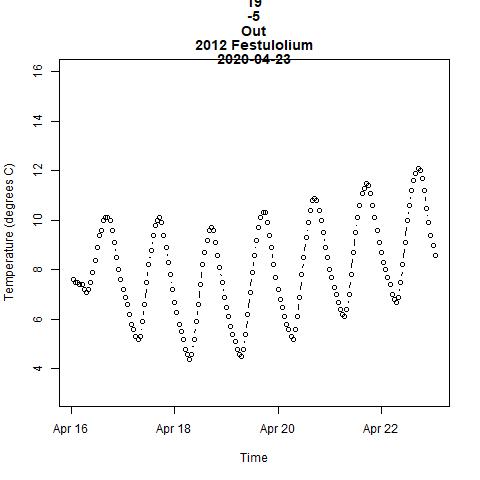 19
-5
Out
2012 Festulolium
2020-04-23
16
14
12
10
8
6
4
Temperature (degrees C)
Apr 16 Apr 18 Apr 20 Apr 22
Time